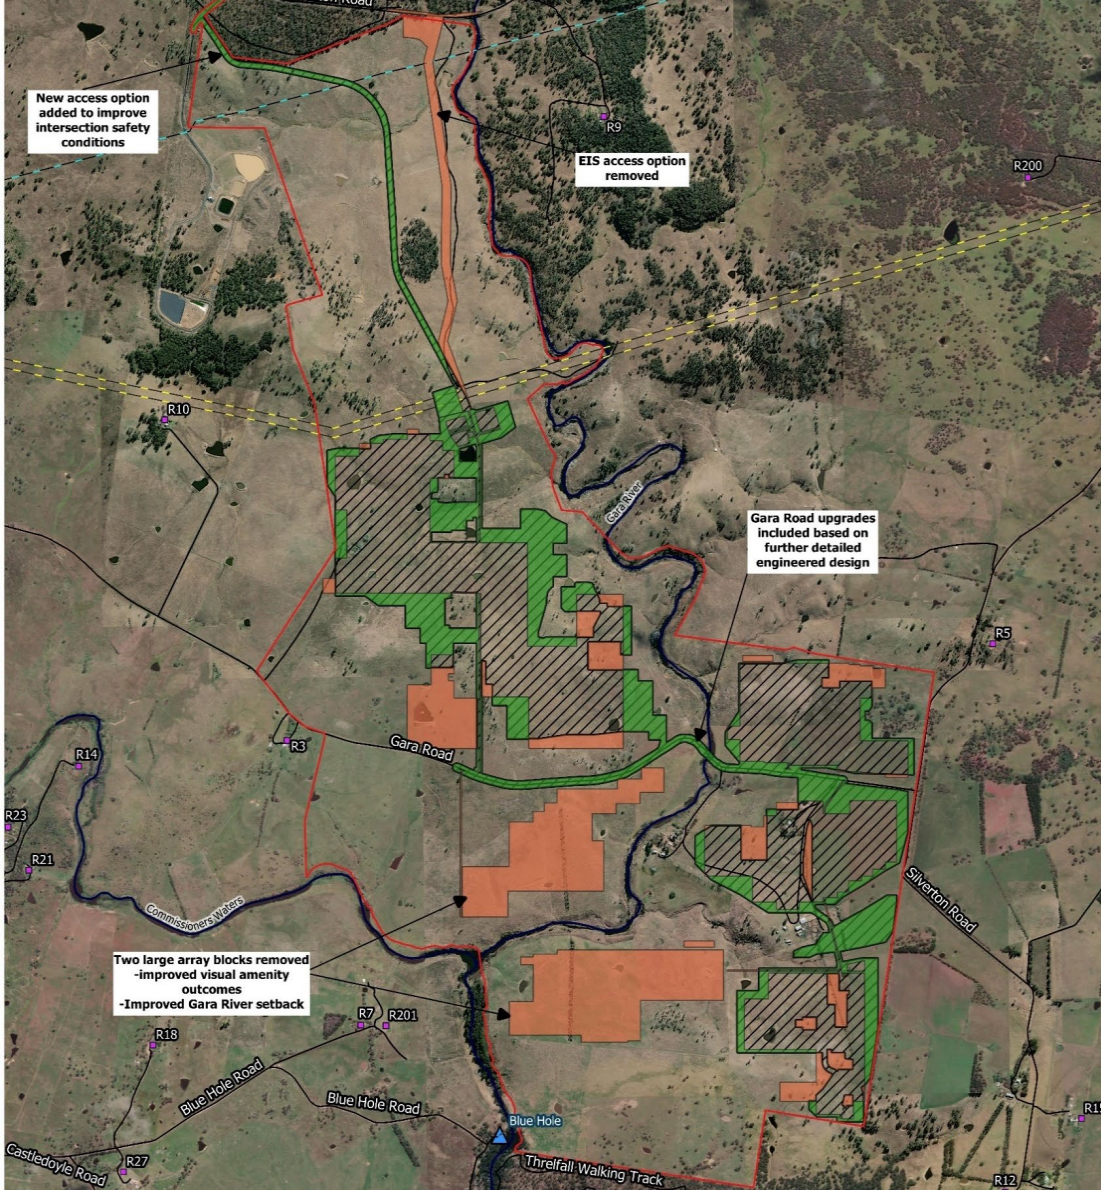 Road
New access option
added to improve
intersection safety
conditions
R9
EIS access option
removed
R200
R10
Gara River
Gara Road upgrades
included based on
further detailed
engineered design
R5
R3
Gara Road
R14
R23
R21
Silverton Road
Commissioners Waters
Two large array blocks removed
-improved visual amenity
outcomes
-Improved Gara River setback
R7
R201
R18
Blue Hole Road
Blue Hole Road
Blue Hole
Castledoyle Road
R27
Threlfall Walking Track
R12